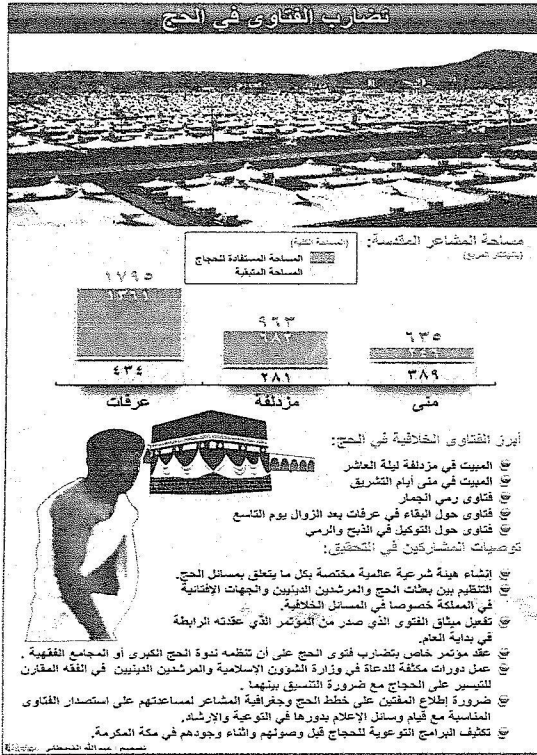 تضارب الفتاوى في الحج
مساحة المشاعر المقدسة:
(المساحة الكلية)
المساحة المستفادة للحجاج
المساحة المتبقية
١٧٩٥
١٣٦١
٤٣٤
عرفات
٩٦٣
٦٨٢
٢٨١
مزدلفة
٦٣٥
٢٤٦
٣٨٩
منى
أبرز الفتاوى الخلافية في الحج:
المبيت في مزدلفة ليلة العاشر
المبيت في منى أيام التشريق
فتاوى رمي الجمار
فتاوى حول البقاء في عرفات بعد الزوال يوم التاسع
فتاوى حول التوكيل في الذبح والرمي
توصيات المشاركين في التحقيق:
إنشاء هيئة شرعية عالمية مختصة بكل ما يتعلق بمسائل الحج.
التنظيم بين بعثات الحج والمرشدين الدينيين والجهات الإفتائية
في المملكة خصوصا في المسائل الخلافية.
تفعيل ميثاق الفتوى الذي صدر من المؤتمر الذي عقدته الرابطة
في بداية العام.
عقد مؤتمر خاص بتضارب فتوى الحج على أن تنظمه ندوة الحج الكبرى أو المجامع الفقهية .
عمل دورات مكثفة للدعاة في وزارة الشؤون الإسلامية والمرشدين الدينيين في الفقه المقارن
للتيسير على الحجاج مع ضرورة التنسيق بينهما .
ضرورة إطلاع المفتين على خطط الحج وجغرافية المشاعر لمساعدتهم على استصدار الفتاوى
المناسبة مع قيام وسائل الإعلام بدورها في التوعية والإرشاد.
تكثيف البرامج التوعوية للحجاج قبل وصولهم وأثناء وجودهم في مكة المكرمة.
تصميم: عبدالله القحطاني